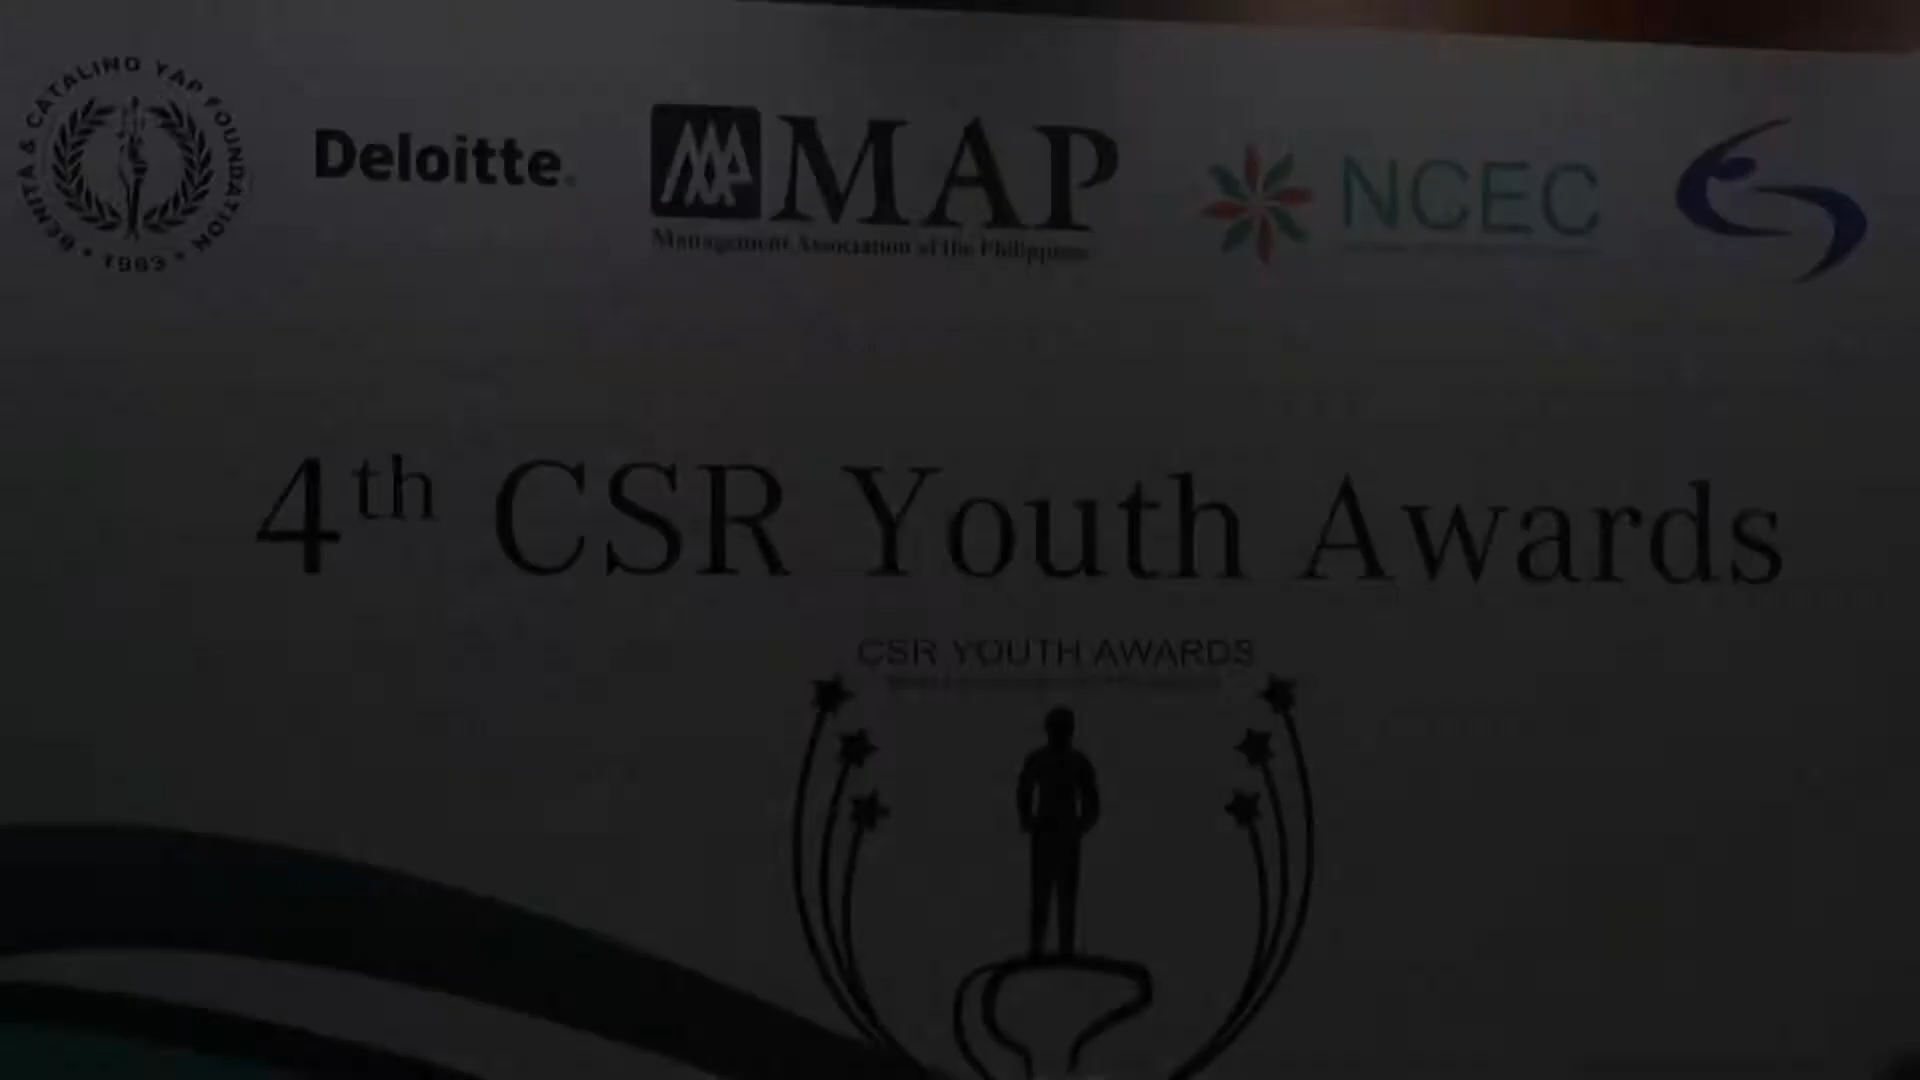 BENITA & CATALINO YAP FOUNDATION
• 1963 •
Deloitte.
MAP
Management Association of the Philippines
NCEC
4th CSR Youth Awards
CSR YOUTH AWARDS